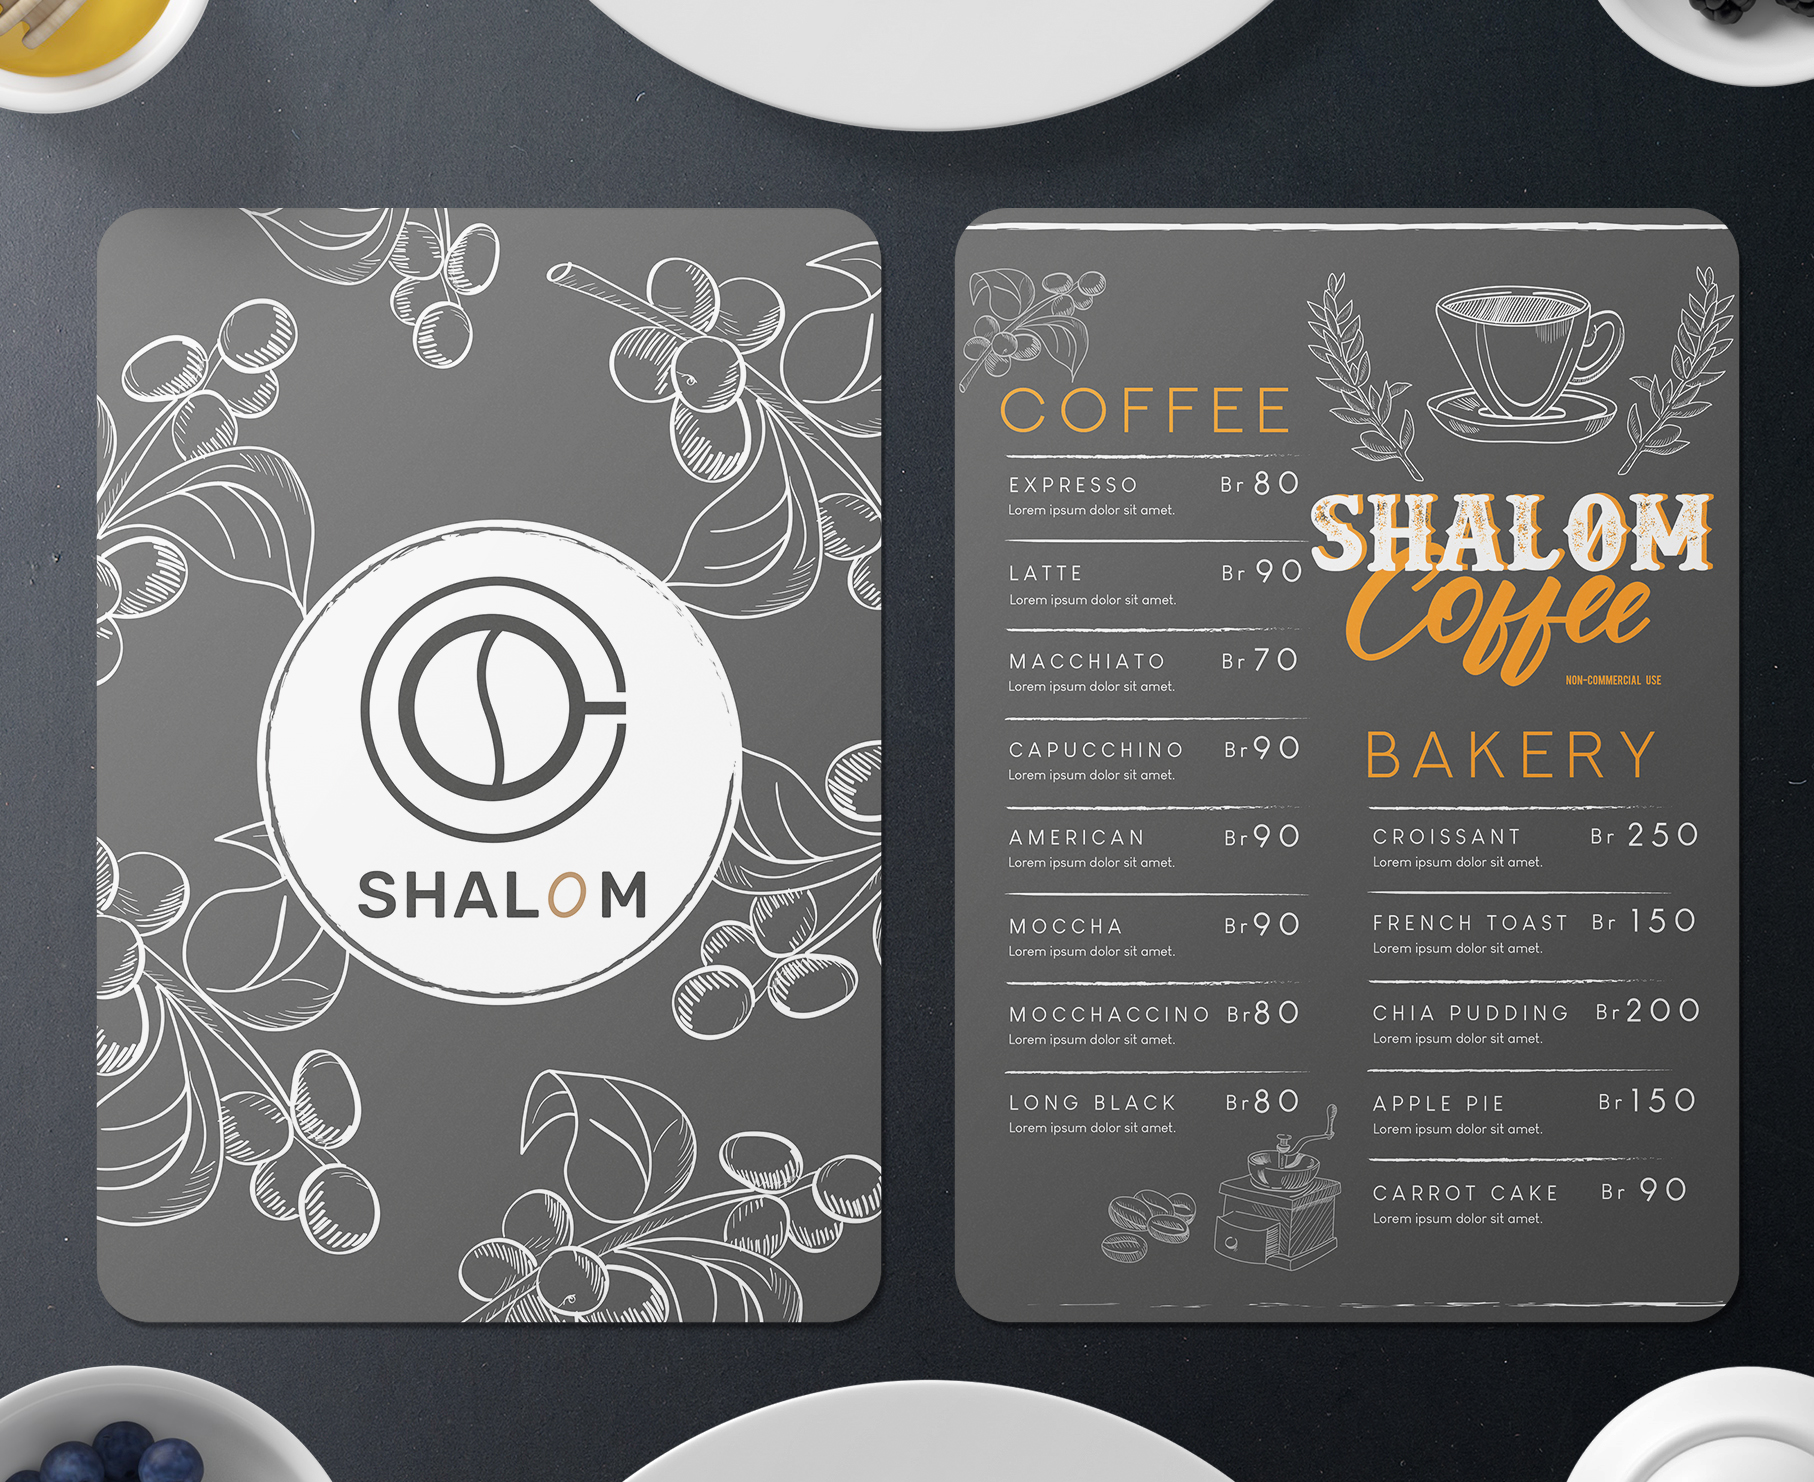 SHALOM
COFFEE
EXPRESSO Br 80
Lorem ipsum dolor sit amet.
LATTE Br 90
Lorem ipsum dolor sit amet.
MACCHIATO Br 70
Lorem ipsum dolor sit amet.
CAPUCCHINO Br 90
Lorem ipsum dolor sit amet.
AMERICAN Br 90
Lorem ipsum dolor sit amet.
MOCCHA Br 90
Lorem ipsum dolor sit amet.
MOCCHACCINO Br 80
Lorem ipsum dolor sit amet.
LONG BLACK Br 80
Lorem ipsum dolor sit amet.
SHALOM
Coffee
NON-COMMERCIAL USE
BAKERY
CROISSANT Br 250
Lorem ipsum dolor sit amet.
FRENCH TOAST Br 150
Lorem ipsum dolor sit amet.
CHIA PUDDING Br 200
Lorem ipsum dolor sit amet.
APPLE PIE Br 150
Lorem ipsum dolor sit amet.
CARROT CAKE Br 90
Lorem ipsum dolor sit amet.